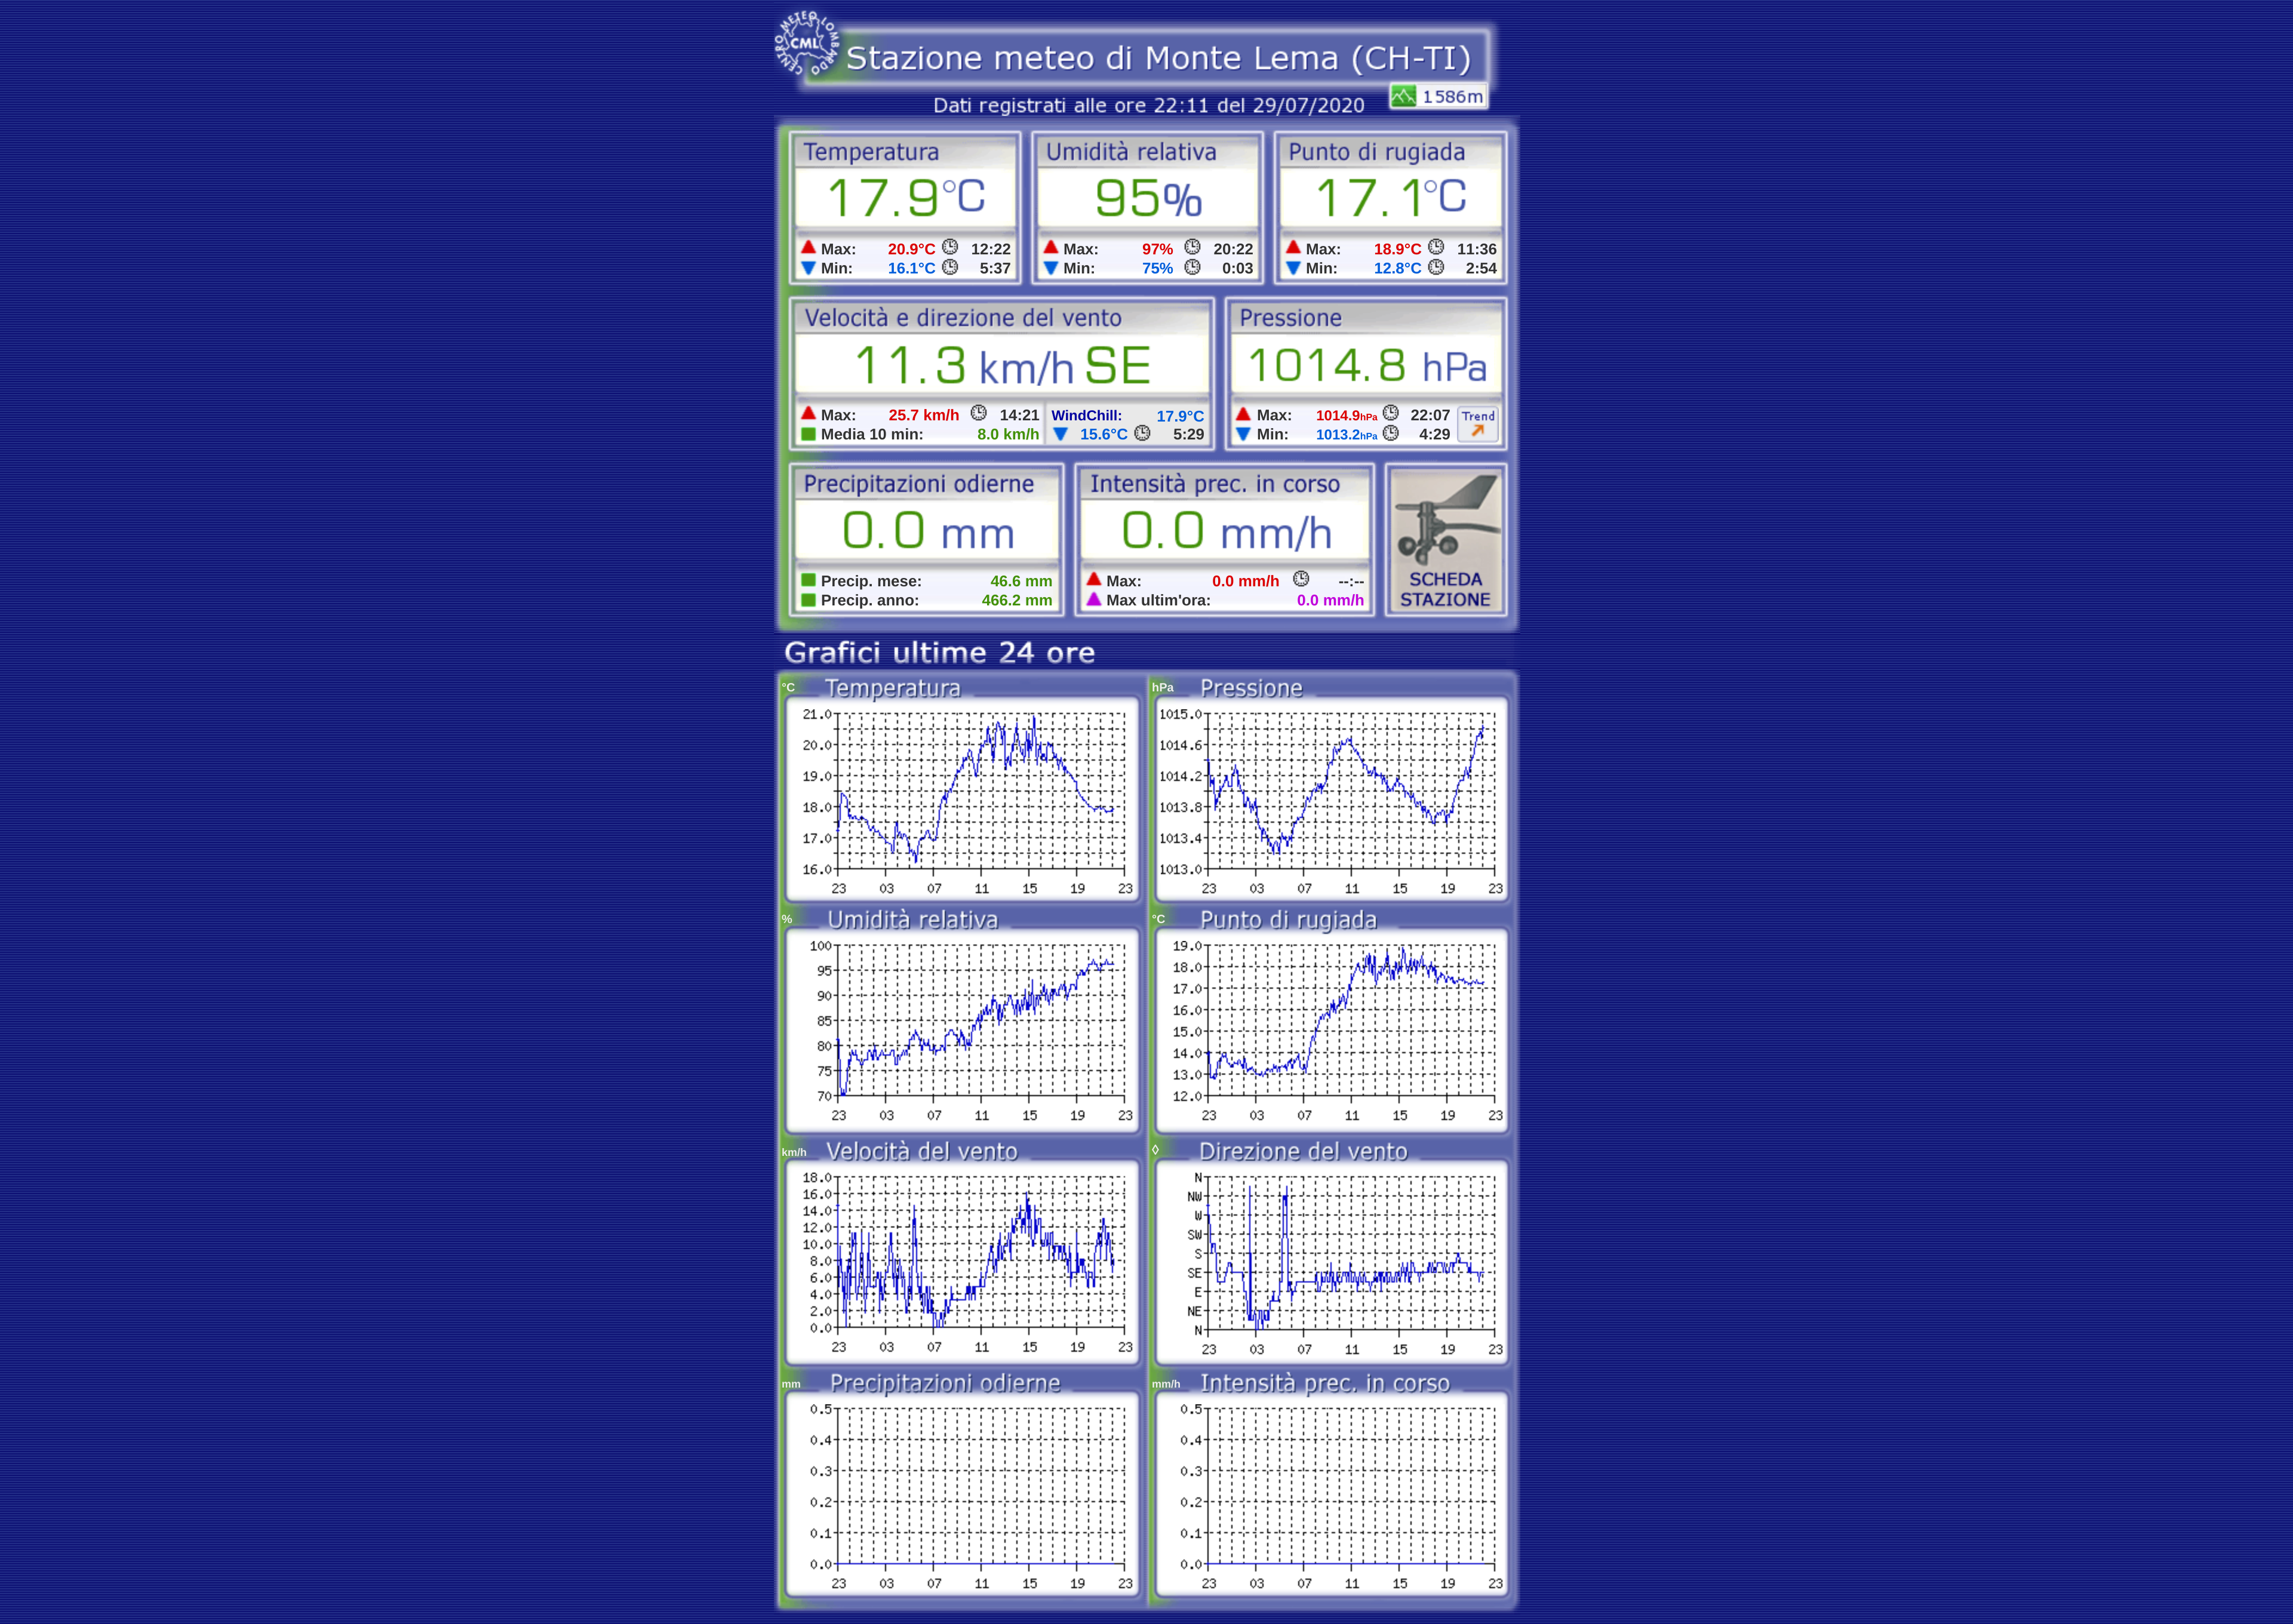 CENTRO METEO LOMBARDO
CML
Stazione meteo di Monte Lema (CH-TI)
Dati registrati alle ore 22:11 del 29/07/2020
1586m
Temperatura
17.9°C
Max: 20.9°C 12:22
Min: 16.1°C 5:37
Umidità relativa
95%
Max: 97% 20:22
Min: 75% 0:03
Punto di rugiada
17.1°C
Max: 18.9°C 11:36
Min: 12.8°C 2:54
Velocità e direzione del vento
11.3 km/h SE
Max: 25.7 km/h 14:21
Media 10 min: 8.0 km/h
WindChill: 17.9°C
15.6°C 5:29
Pressione
1014.8 hPa
Max: 1014.9hPa 22:07
Min: 1013.2hPa 4:29
Trend
Precipitazioni odierne
0.0 mm
Precip. mese: 46.6 mm
Precip. anno: 466.2 mm
Intensità prec. in corso
0.0 mm/h
Max: 0.0 mm/h --:--
Max ultim'ora: 0.0 mm/h
SCHEDA
STAZIONE
Grafici ultime 24 ore
°C Temperatura
21.0
20.0
19.0
18.0
17.0
16.0
23 03 07 11 15 19 23
hPa Pressione
1015.0
1014.6
1014.2
1013.8
1013.4
1013.0
23 03 07 11 15 19 23
% Umidità relativa
100
95
90
85
80
75
70
23 03 07 11 15 19 23
°C Punto di rugiada
19.0
18.0
17.0
16.0
15.0
14.0
13.0
12.0
23 03 07 11 15 19 23
km/h Velocità del vento
18.0
16.0
14.0
12.0
10.0
8.0
6.0
4.0
2.0
0.0
23 03 07 11 15 19 23
◊ Direzione del vento
N
NW
W
SW
S
SE
E
NE
N
23 03 07 11 15 19 23
mm Precipitazioni odierne
0.5
0.4
0.3
0.2
0.1
0.0
23 03 07 11 15 19 23
mm/h Intensità prec. in corso
0.5
0.4
0.3
0.2
0.1
0.0
23 03 07 11 15 19 23